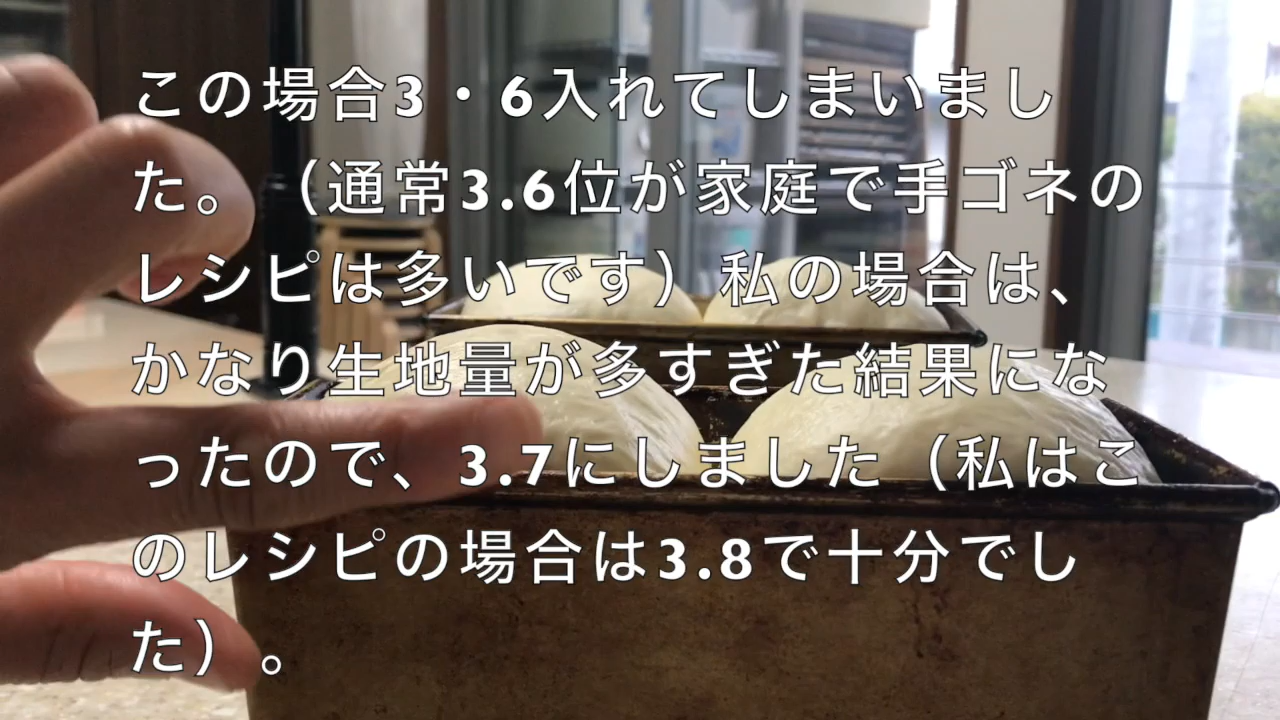 この場合3・6入れてしまいまし
た。（通常3.6位が家庭で手ゴネの
レシピは多いです）私の場合は、
かなり生地量が多すぎた結果にな
ったので、3.7にしました（私はこ
のレシピの場合は3.8で十分でし
た）。